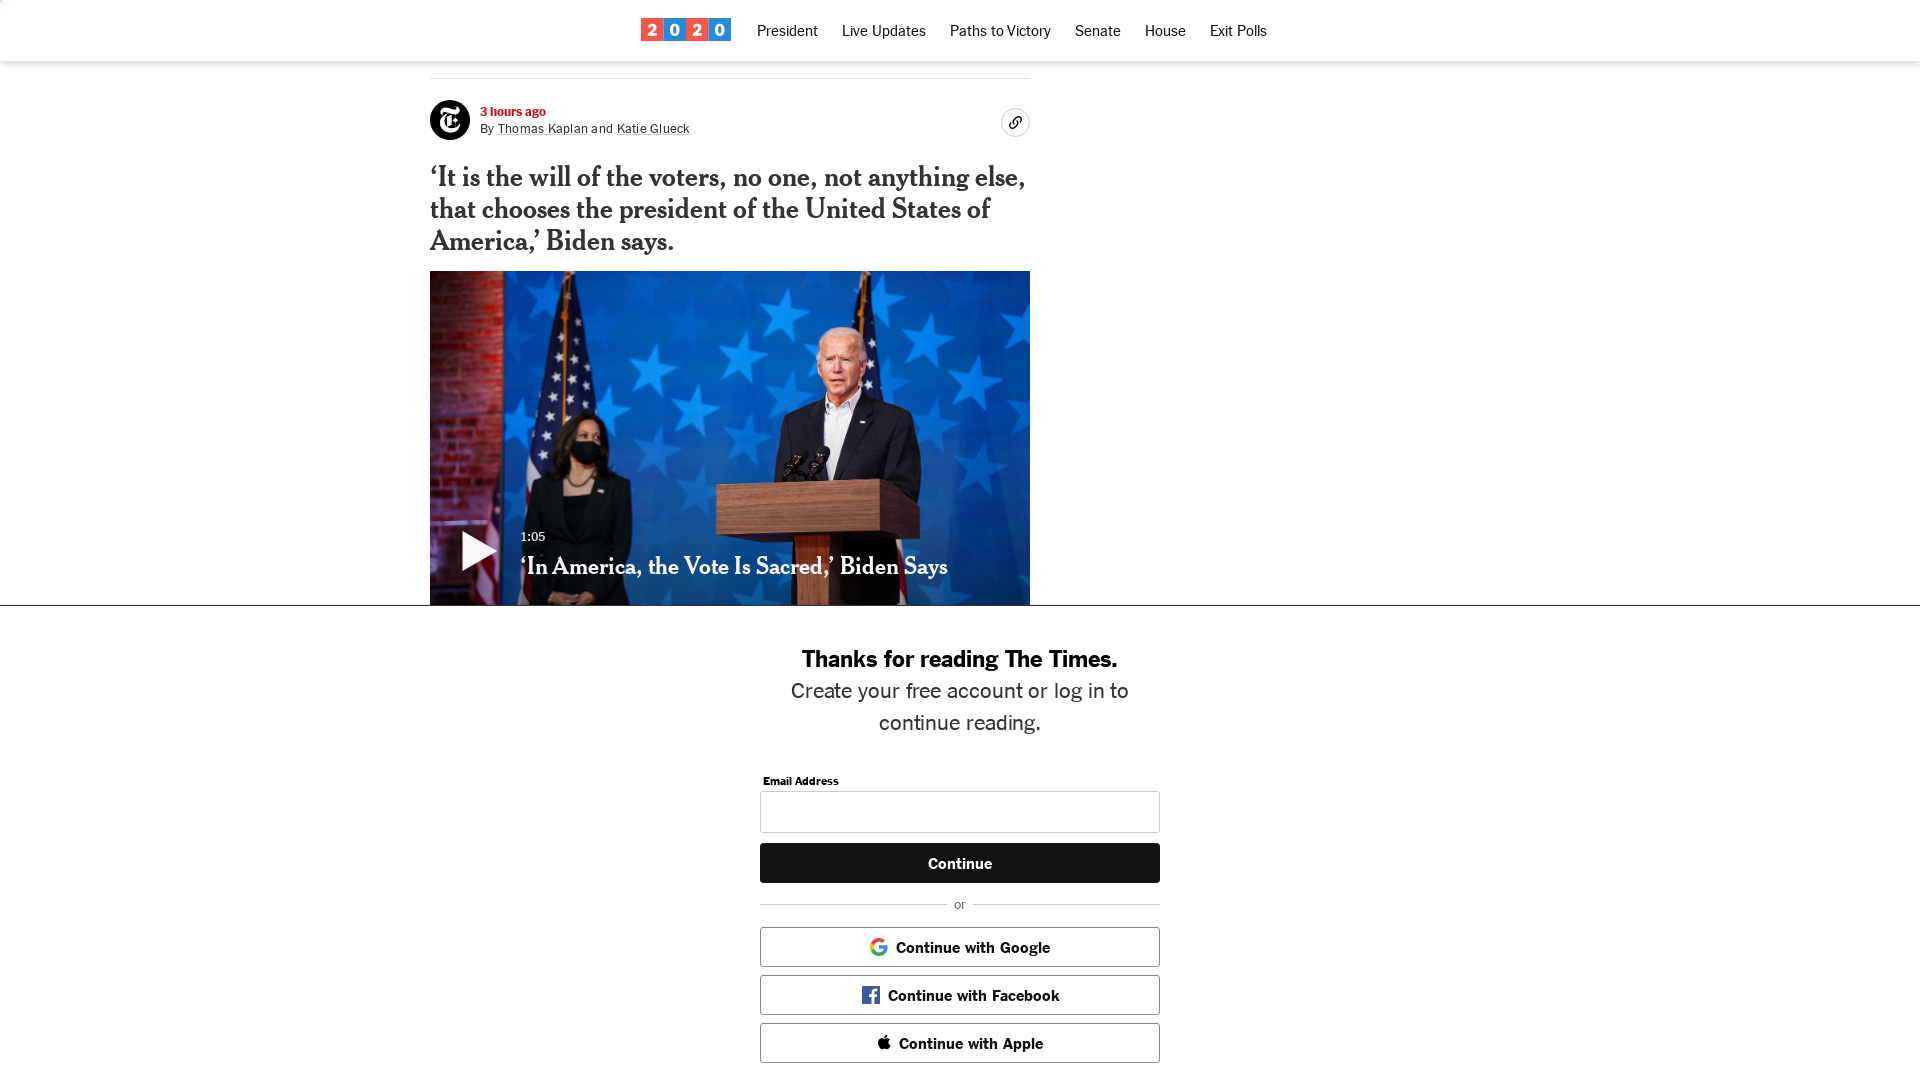 2020 President Live Updates Paths to Victory Senate House Exit Polls
3 hours ago
By Thomas Kaplan and Katie Glueck
‘It is the will of the voters, no one, not anything else,
that chooses the president of the United States of
America,’ Biden says.
1:05
‘In America, the Vote Is Sacred,’ Biden Says
Thanks for reading The Times.
Create your free account or log in to
continue reading.
Email Address
Continue
or
Continue with Google
Continue with Facebook
Continue with Apple